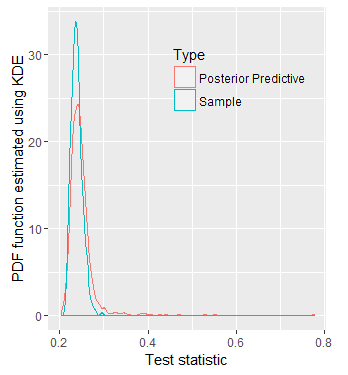 PDF function estimated using KDE
30
20
10
0
Type
Posterior Predictive
Sample
0.2 0.4 0.6 0.8
Test statistic